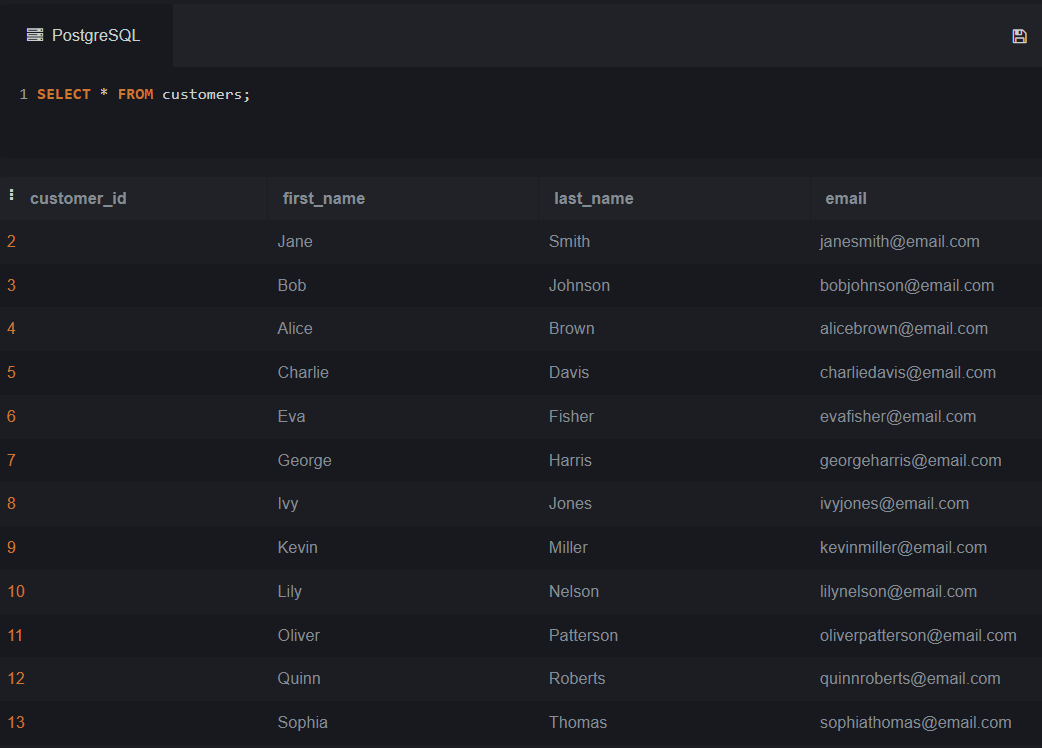 PostgreSQL
1 SELECT * FROM customers;
customer_id first_name last_name email
2 Jane Smith janesmith@email.com
3 Bob Johnson bobjohnson@email.com
4 Alice Brown alicebrown@email.com
5 Charlie Davis charliedavis@email.com
6 Eva Fisher evafisher@email.com
7 George Harris georgeharris@email.com
8 Ivy Jones ivyjones@email.com
9 Kevin Miller kevinmiller@email.com
10 Lily Nelson lilynelson@email.com
11 Oliver Patterson oliverpatterson@email.com
12 Quinn Roberts quinnroberts@email.com
13 Sophia Thomas sophiathomas@email.com